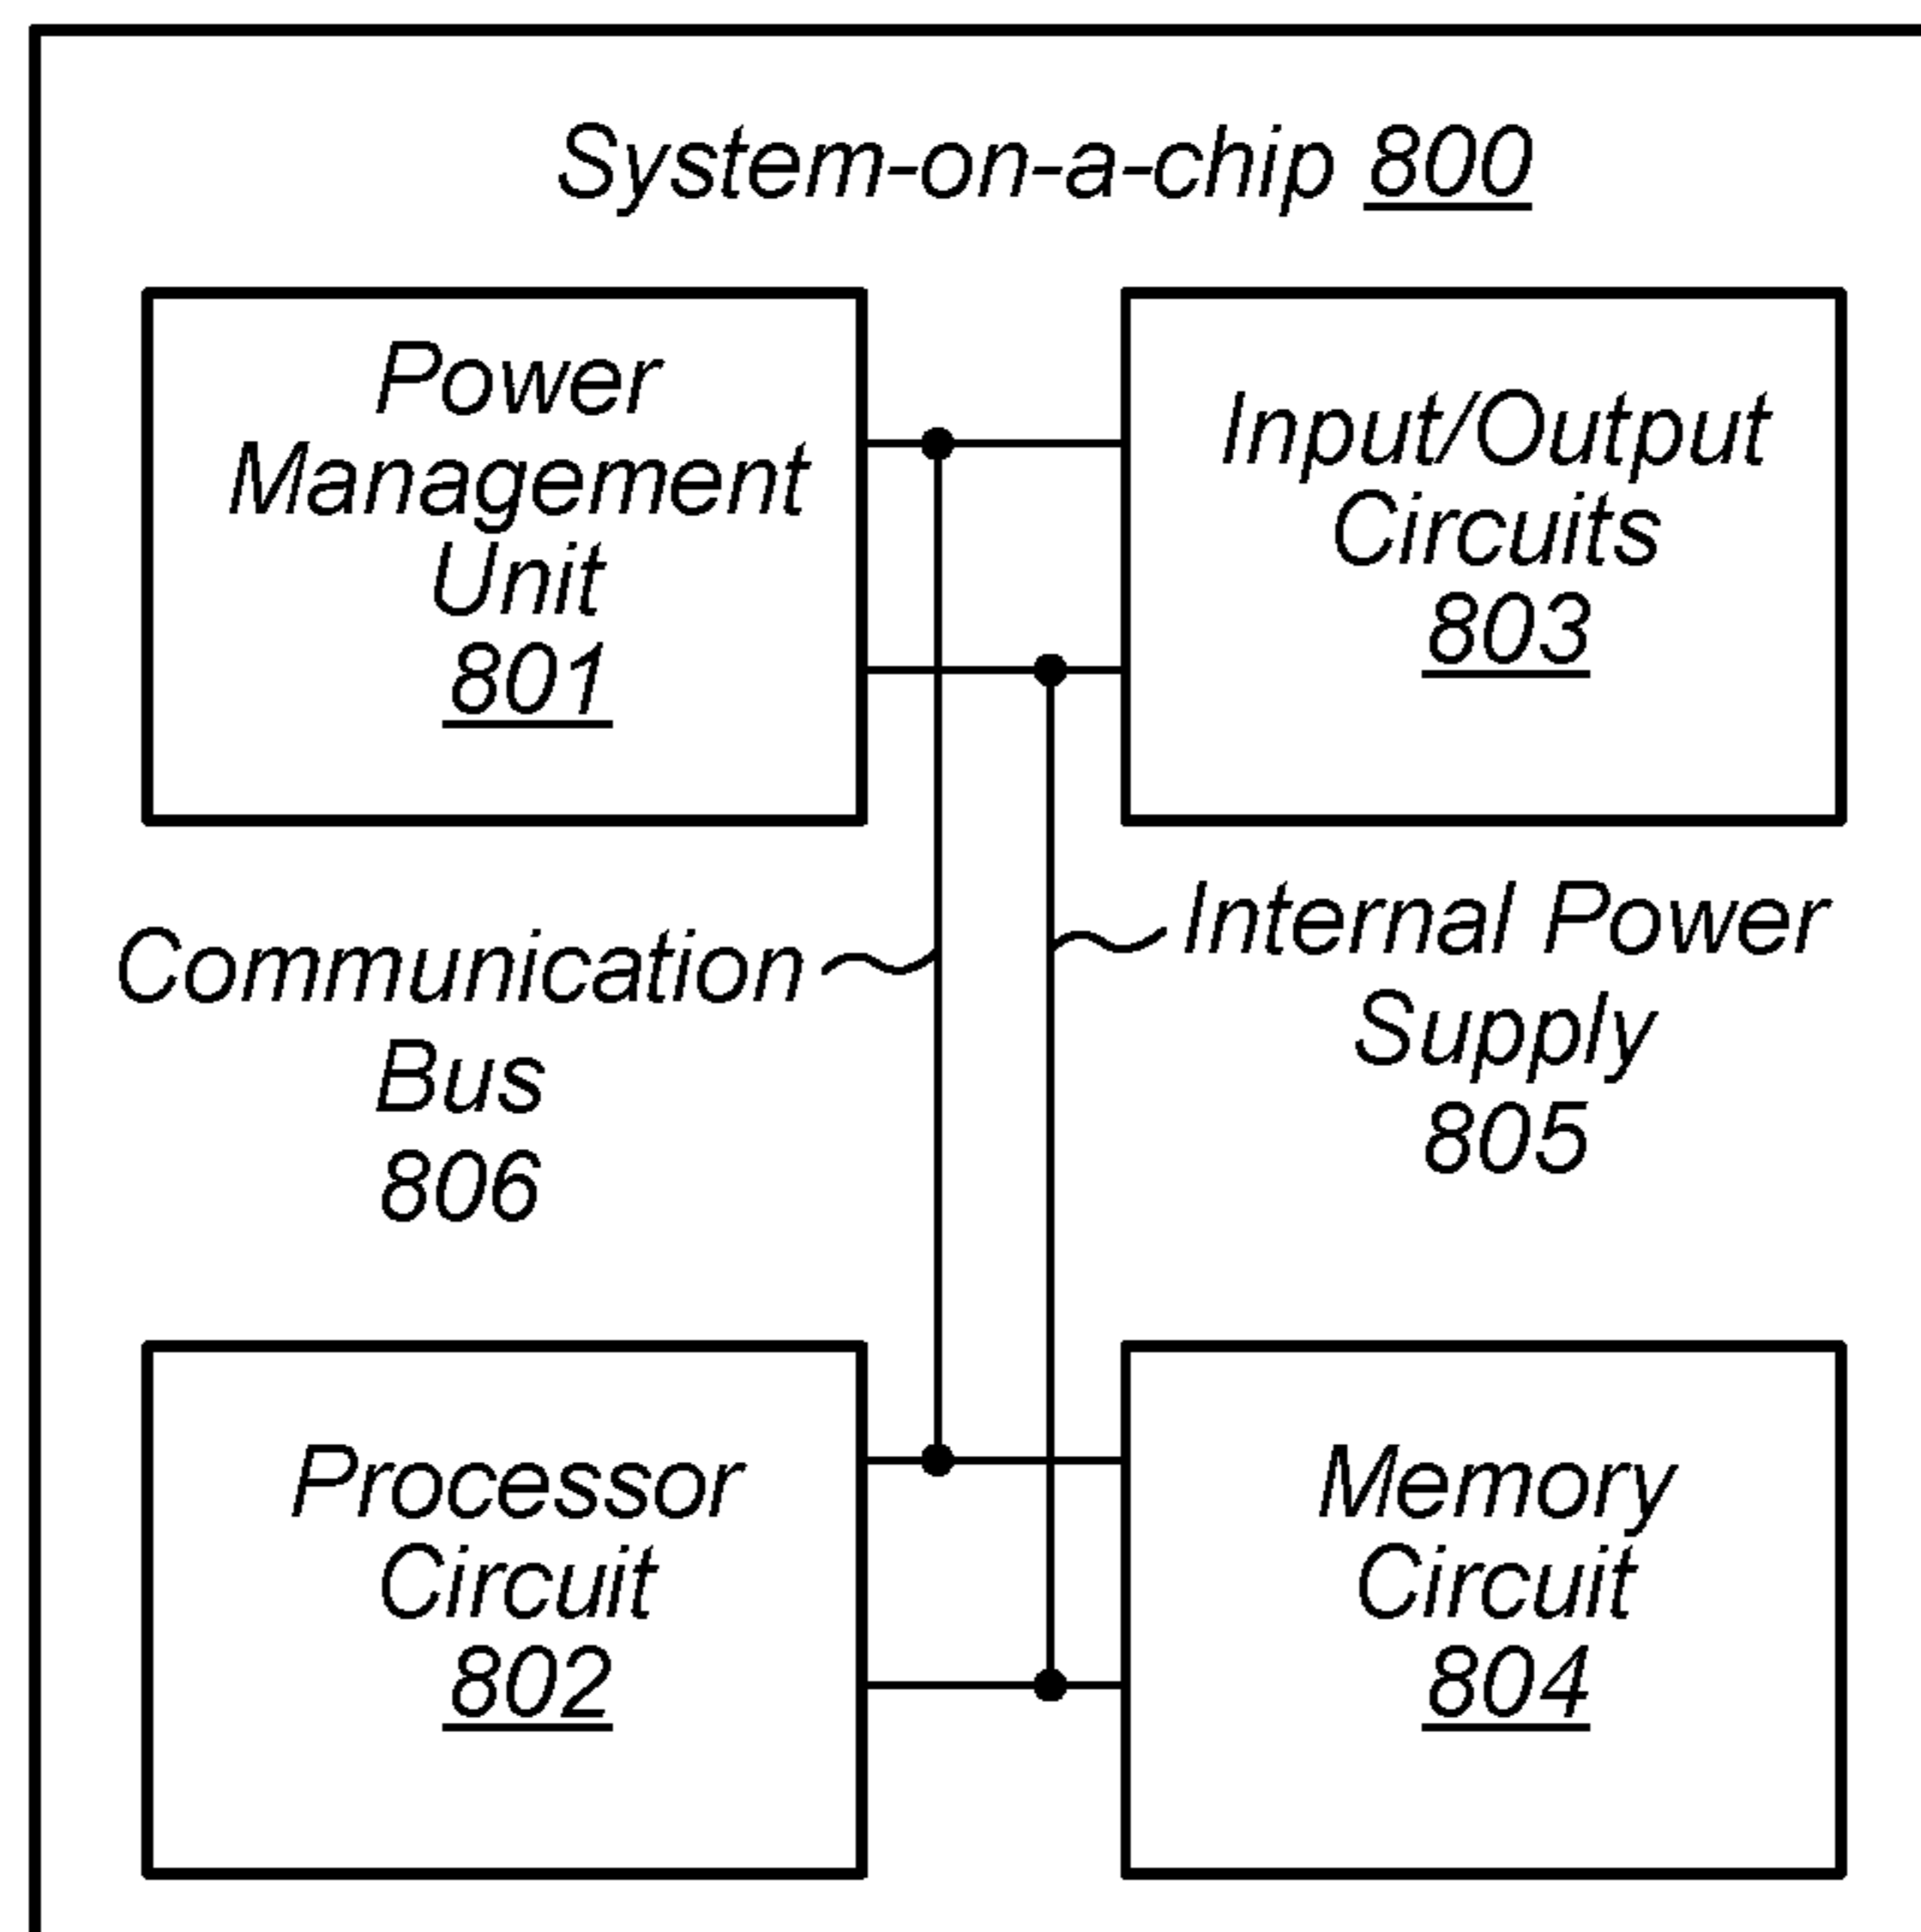 System-on-a-chip 800
Power
Management
Unit
801
Input/Output
Circuits
803
Communication
Bus
806
Internal Power
Supply
805
Processor
Circuit
802
Memory
Circuit
804